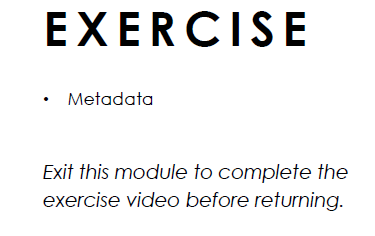 EXERCISE
• Metadata
Exit this module to complete the
exercise video before returning.